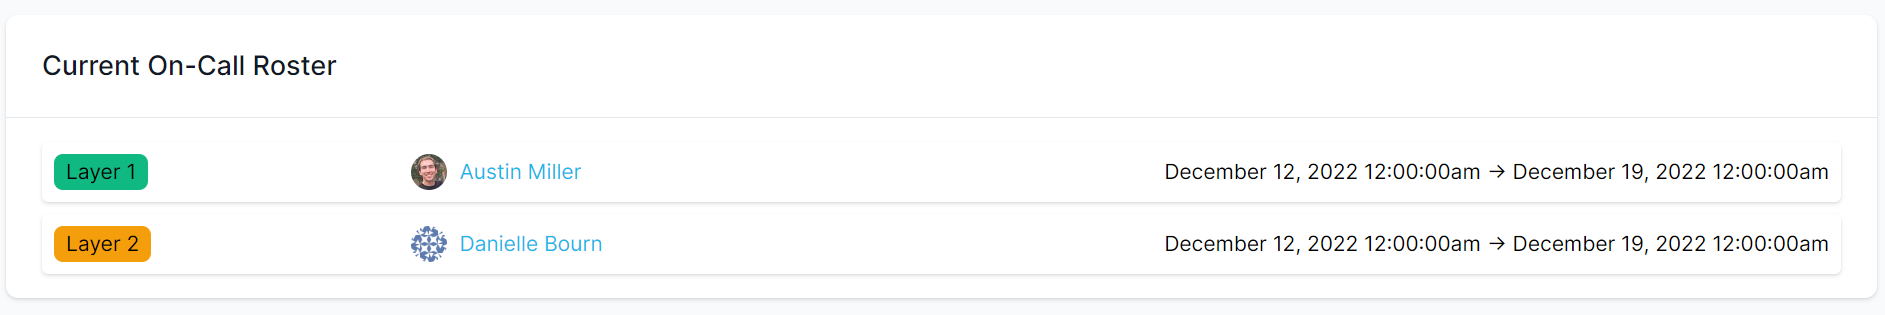 Current On-Call Roster
Layer 1 Austin Miller December 12, 2022 12:00:00am → December 19, 2022 12:00:00am
Layer 2 Danielle Bourn December 12, 2022 12:00:00am → December 19, 2022 12:00:00am